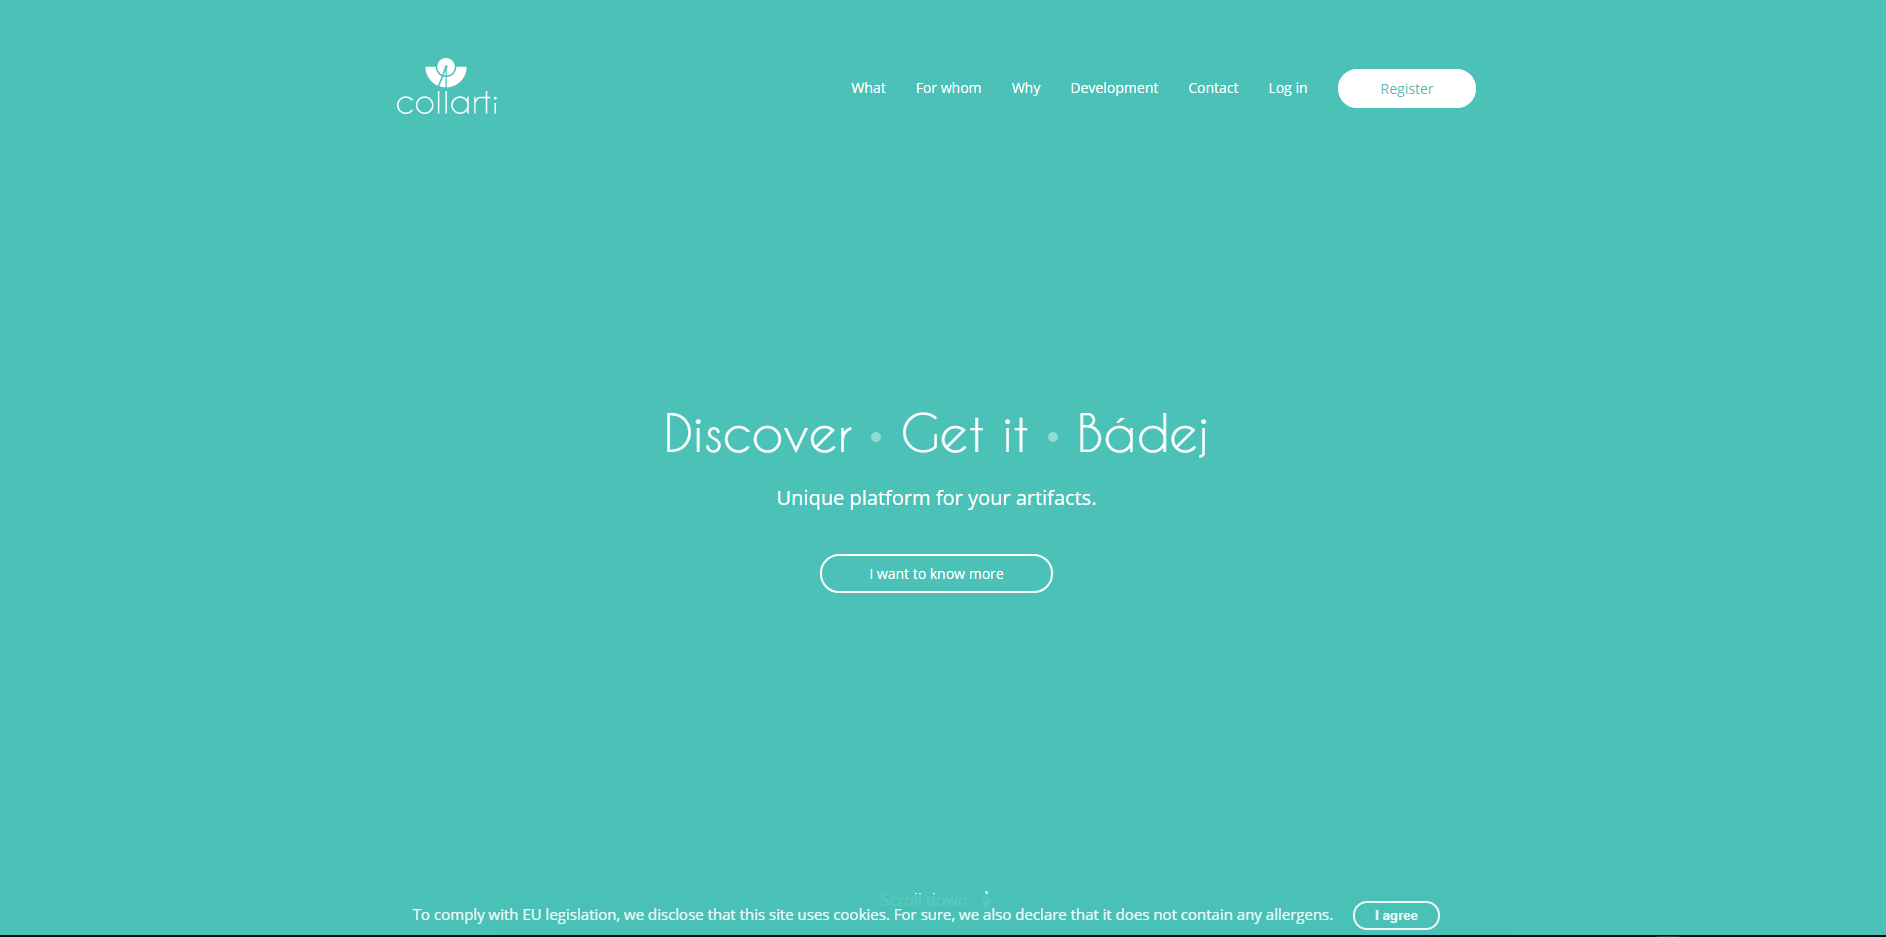 collarti
What For whom Why Development Contact Log in Register
Discover • Get it • Bádej
Unique platform for your artifacts.
I want to know more
Scroll down
To comply with EU legislation, we disclose that this site uses cookies. For sure, we also declare that it does not contain any allergens. I agree